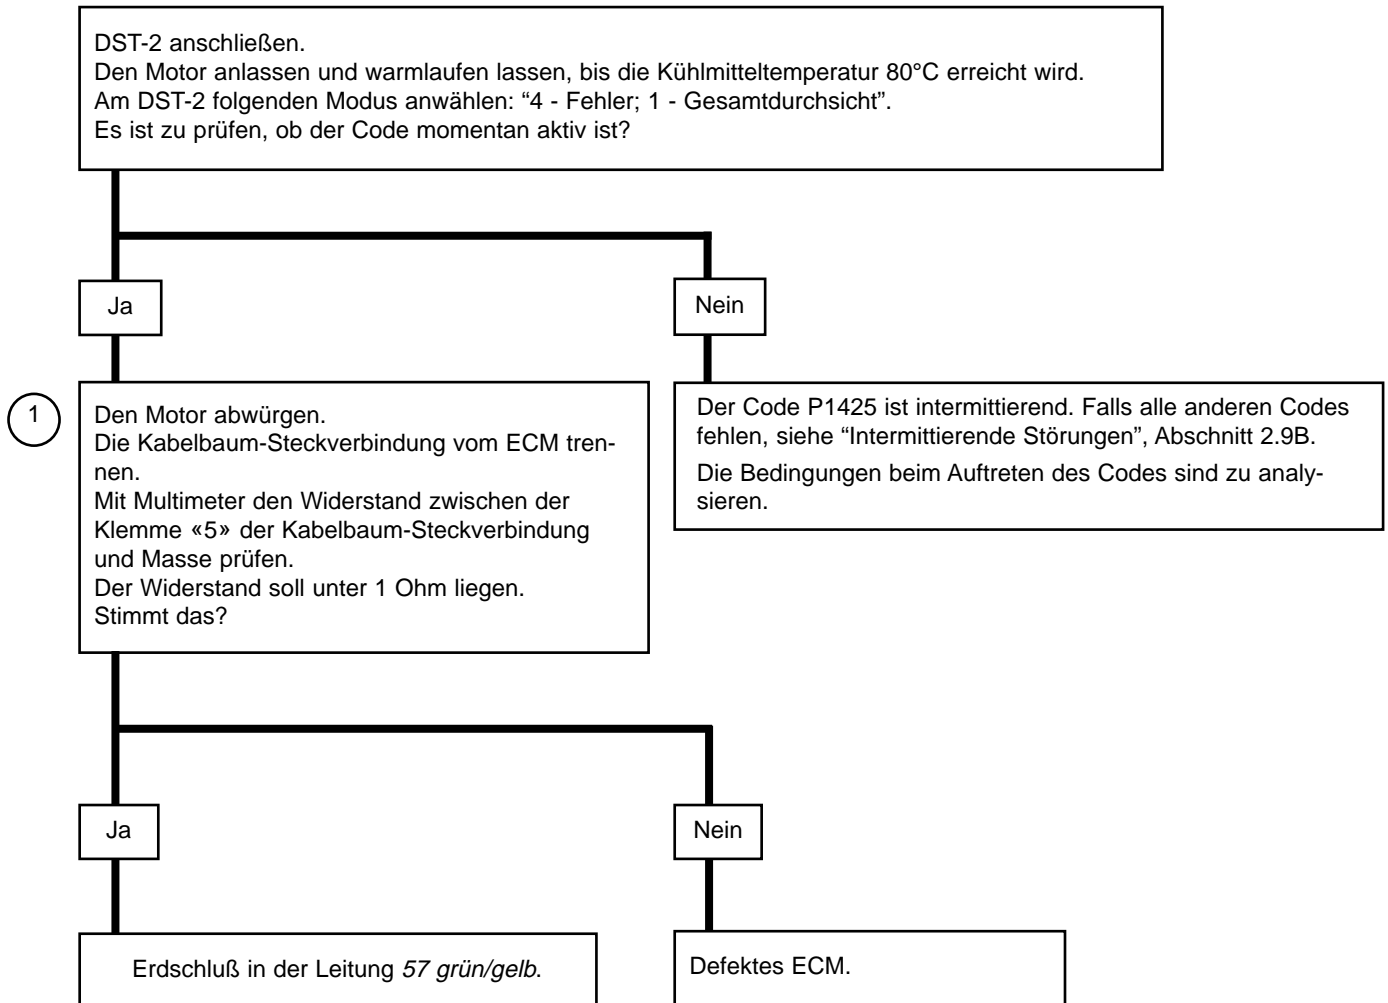 DST-2 anschließen.
Den Motor anlassen und warmlaufen lassen, bis die Kühlmitteltemperatur 80°C erreicht wird.
Am DST-2 folgenden Modus anwählen: “4 - Fehler; 1 - Gesamtdurchsicht”.
Es ist zu prüfen, ob der Code momentan aktiv ist?
Ja
Nein
1
Den Motor abwürgen.
Die Kabelbaum-Steckverbindung vom ECM tren-
nen.
Mit Multimeter den Widerstand zwischen der
Klemme «5» der Kabelbaum-Steckverbindung
und Masse prüfen.
Der Widerstand soll unter 1 Ohm liegen.
Stimmt das?
Der Code P1425 ist intermittierend. Falls alle anderen Codes
fehlen, siehe “Intermittierende Störungen”, Abschnitt 2.9B.
Die Bedingungen beim Auftreten des Codes sind zu analy-
sieren.
Ja
Nein
Erdschluß in der Leitung 57 grün/gelb.
Defektes ECM.